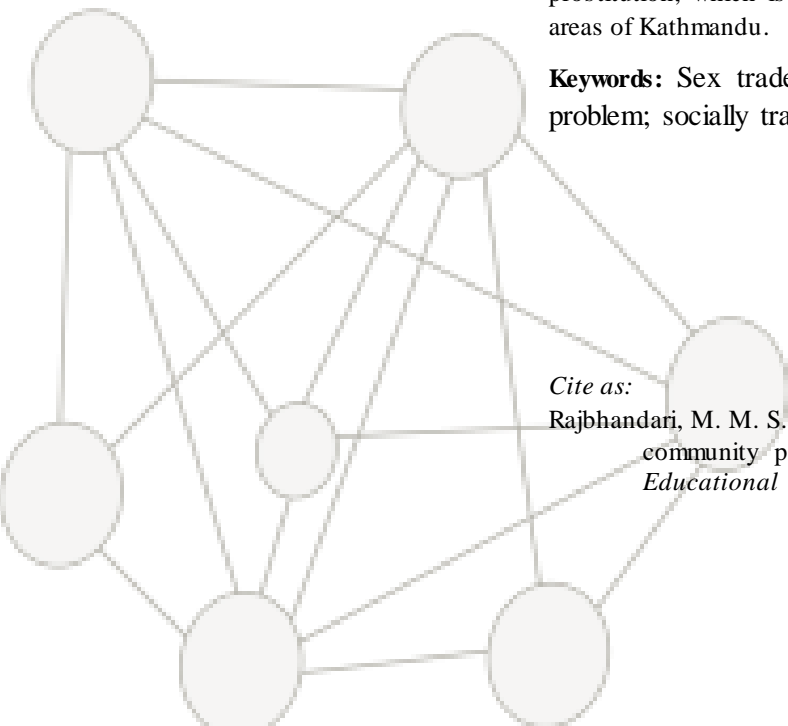 areas of Kathmandu.
Keywords: Sex trade
problem; socially tra
Cite as:
Rajbhandari, M. M. S.
community p
Educational